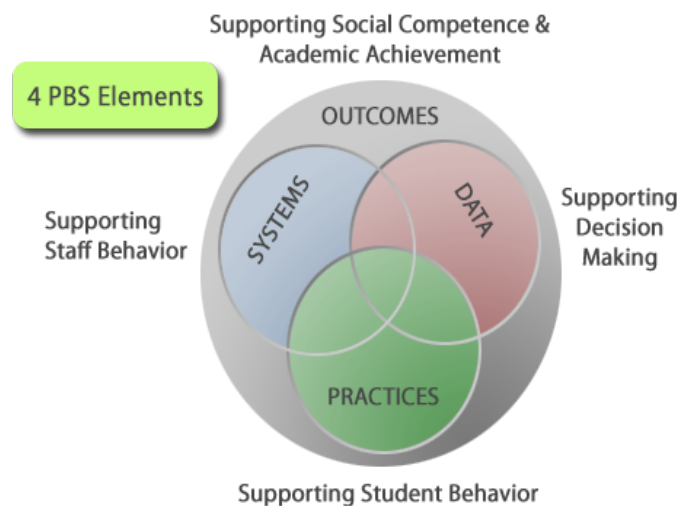 Supporting Social Competence &
Academic Achievement
4 PBS Elements
OUTCOMES
SYSTEMS
DATA
Supporting
Staff Behavior
Supporting
Decision
Making
PRACTICES
Supporting Student Behavior